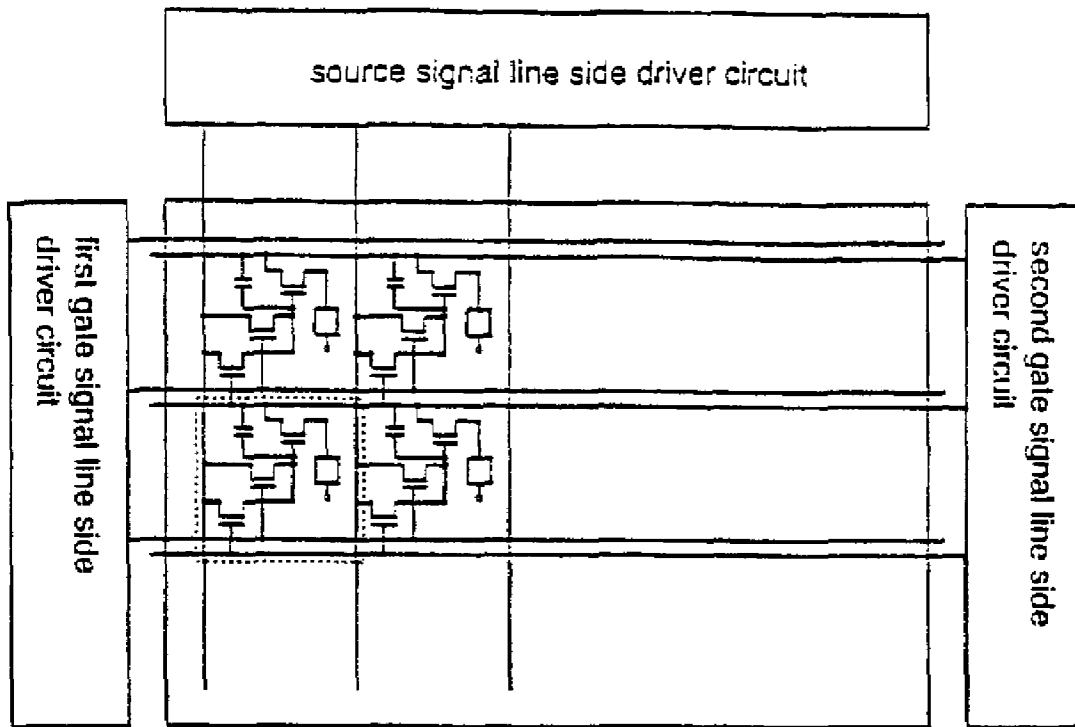 source signal line side driver circuit
first gate signal line side
driver circuit
second gate signal line side
driver circuit